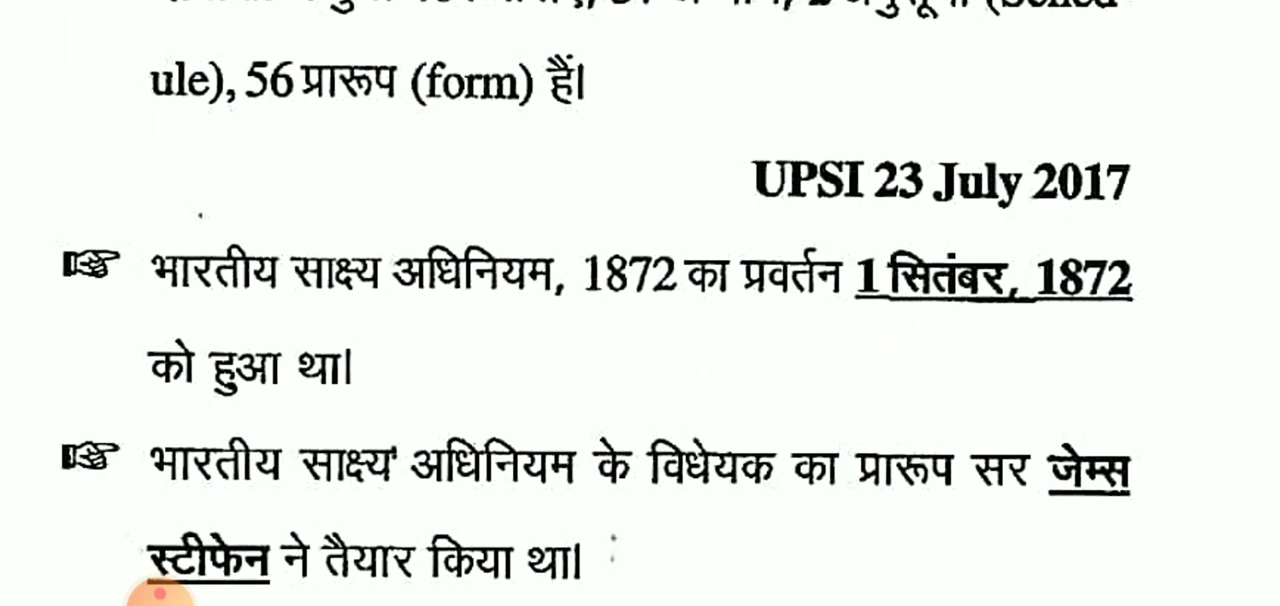 ule), 56 प्रारूप (form) हैं।
UPSI 23 July 2017
भारतीय साक्ष्य अधिनियम, 1872 का प्रवर्तन 1 सितंबर, 1872
को हुआ था।
भारतीय साक्ष्य अधिनियम के विधेयक का प्रारूप सर जेम्स
स्टीफेन ने तैयार किया था।